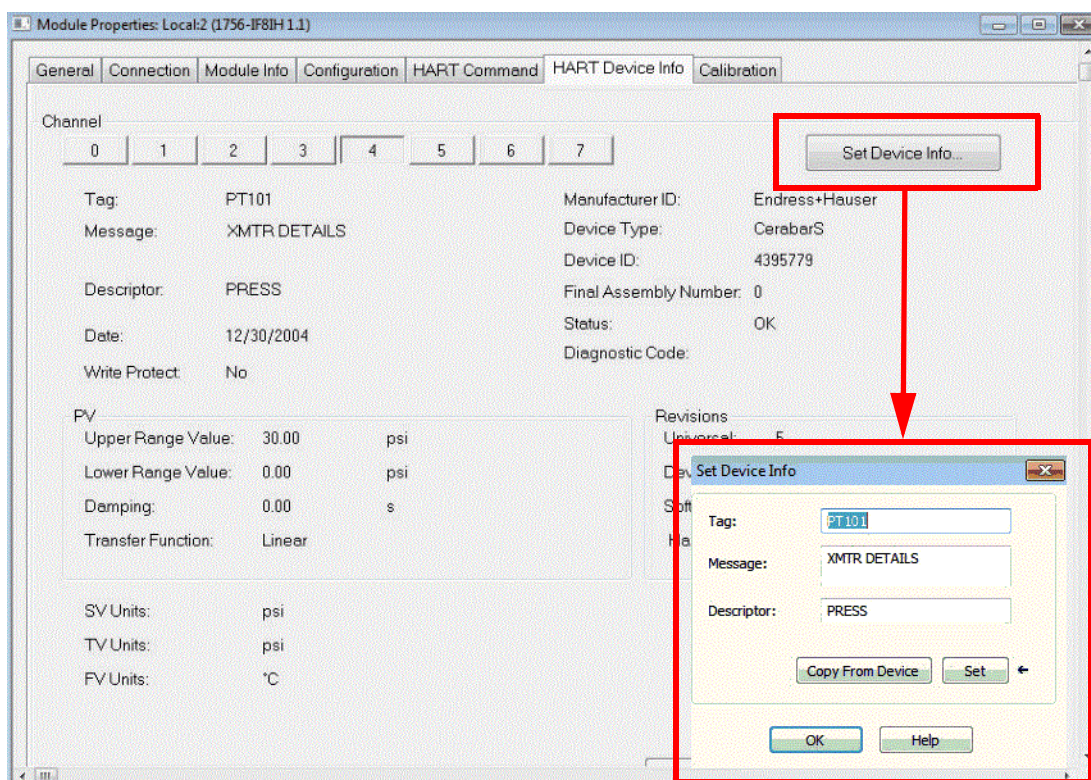 Module Properties: Local:2 (1756-IF8IH 1.1)
General Connection Module Info Configuration HART Command HART Device Info Calibration
Channel
0 1 2 3 4 5 6 7 Set Device Info...
Tag: PT101
Message: XMTR DETAILS
Descriptor: PRESS
Date: 12/30/2004
Write Protect: No
Manufacturer ID: Endress+Hauser
Device Type: CerabarS
Device ID: 4395779
Final Assembly Number: 0
Status: OK
Diagnostic Code:
PV
Upper Range Value: 30.00 psi
Lower Range Value: 0.00 psi
Damping: 0.00 s
Transfer Function: Linear
SV Units: psi
TV Units: psi
FV Units: °C
Revisions
Universal: 5
Set Device Info
Tag: PT101
Message: XMTR DETAILS
Descriptor: PRESS
Copy From Device Set
OK Help